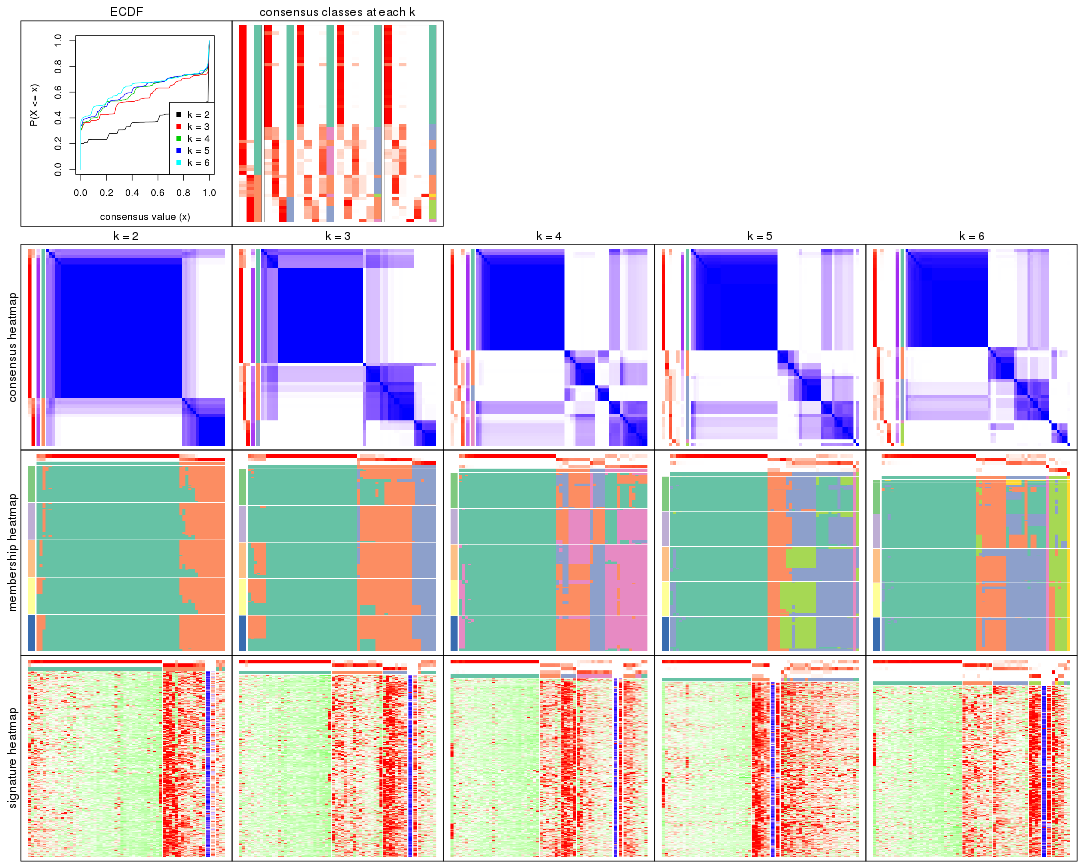 ECDF
consensus classes at each k
P(X <= x)
0.0
0.2
0.4
0.6
0.8
1.0
k = 2
k = 3
k = 4
k = 5
k = 6
0.0 0.2 0.4 0.6 0.8 1.0
consensus value (x)
k = 2
k = 3
k = 4
k = 5
k = 6
consensus heatmap
membership heatmap
signature heatmap